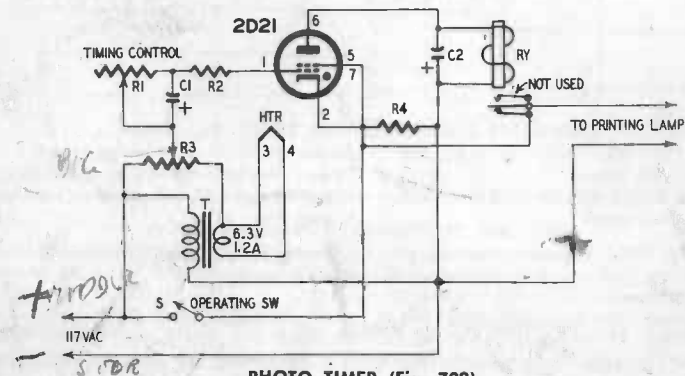 6
2D21
TIMING CONTROL
R1
C1
+
R2
1
5
7
2
C2
+
RY
NOT USED
R4
TO PRINTING LAMP
HTR
3 4
R3
T
6.3V
1.2A
+
S OPERATING SW
117VAC
-
PHOTO TIMER